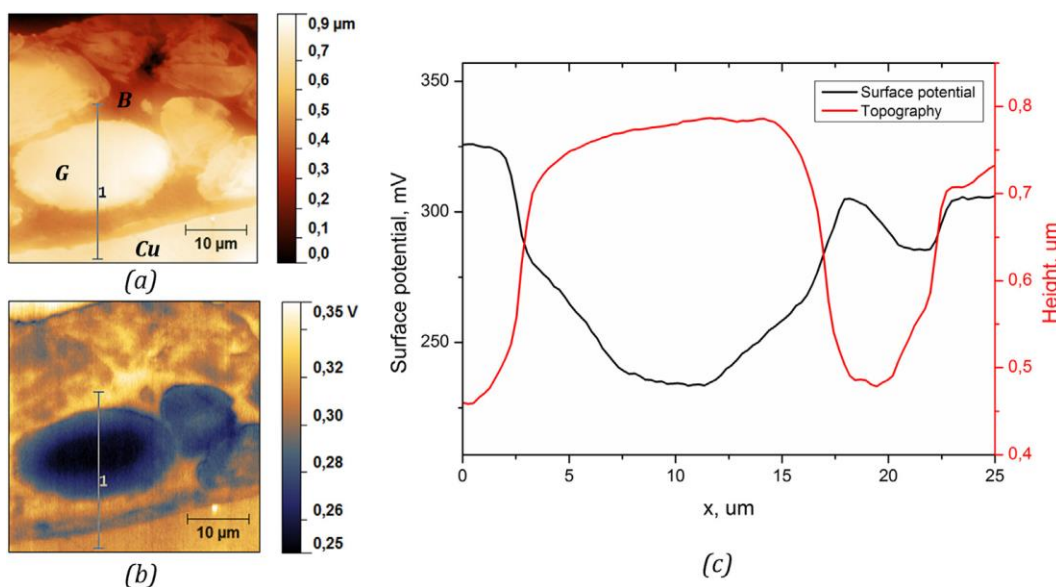 B
G
1
Cu
10 µm
0,9 µm
0,7
0,6
0,5
0,4
0,3
0,2
0,1
0,0
(a)
1
10 µm
0,35 V
0,32
0,30
0,28
0,26
0,25
(b)
Surface potential, mV
350
300
250
Surface potential
Topography
0,8
0,7
0,6
0,5
0,4
Height, um
0 5 10 15 20 25
x, um
(c)